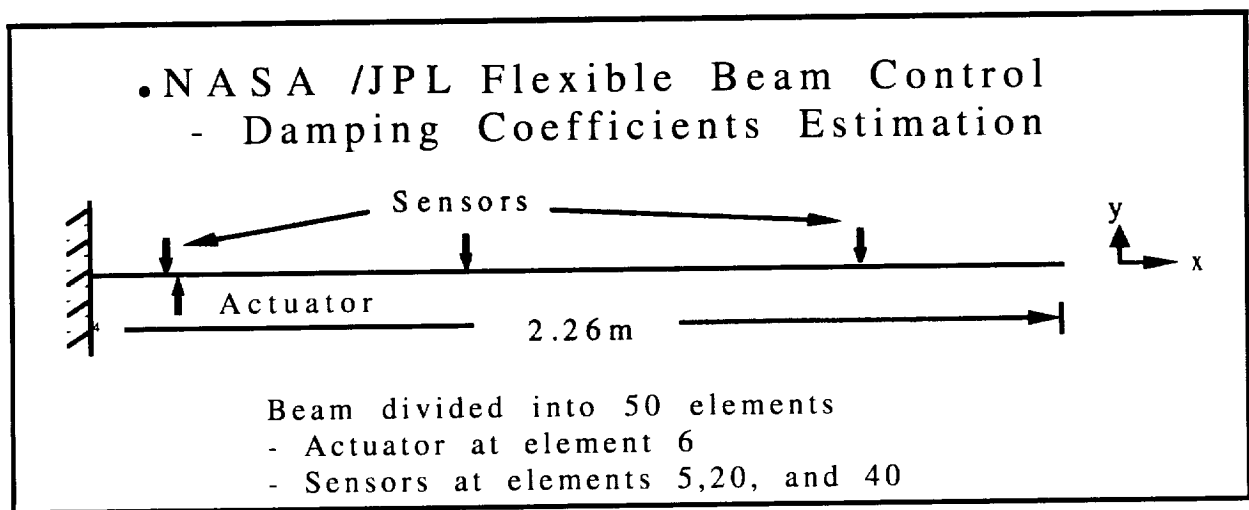 •NASA /JPL Flexible Beam Control
- Damping Coefficients Estimation
Sensors
y
x
Actuator
2.26m
Beam divided into 50 elements
- Actuator at element 6
- Sensors at elements 5,20, and 40